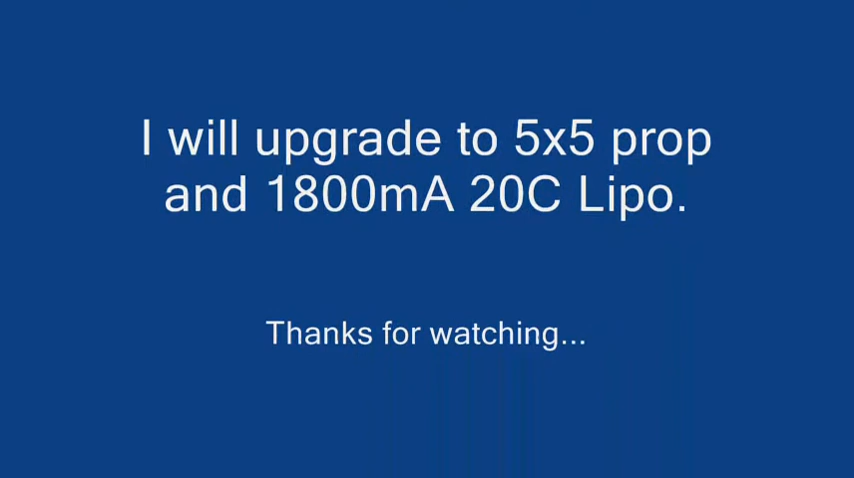 I will upgrade to 5x5 prop
and 1800mA 20C Lipo.
Thanks for watching...